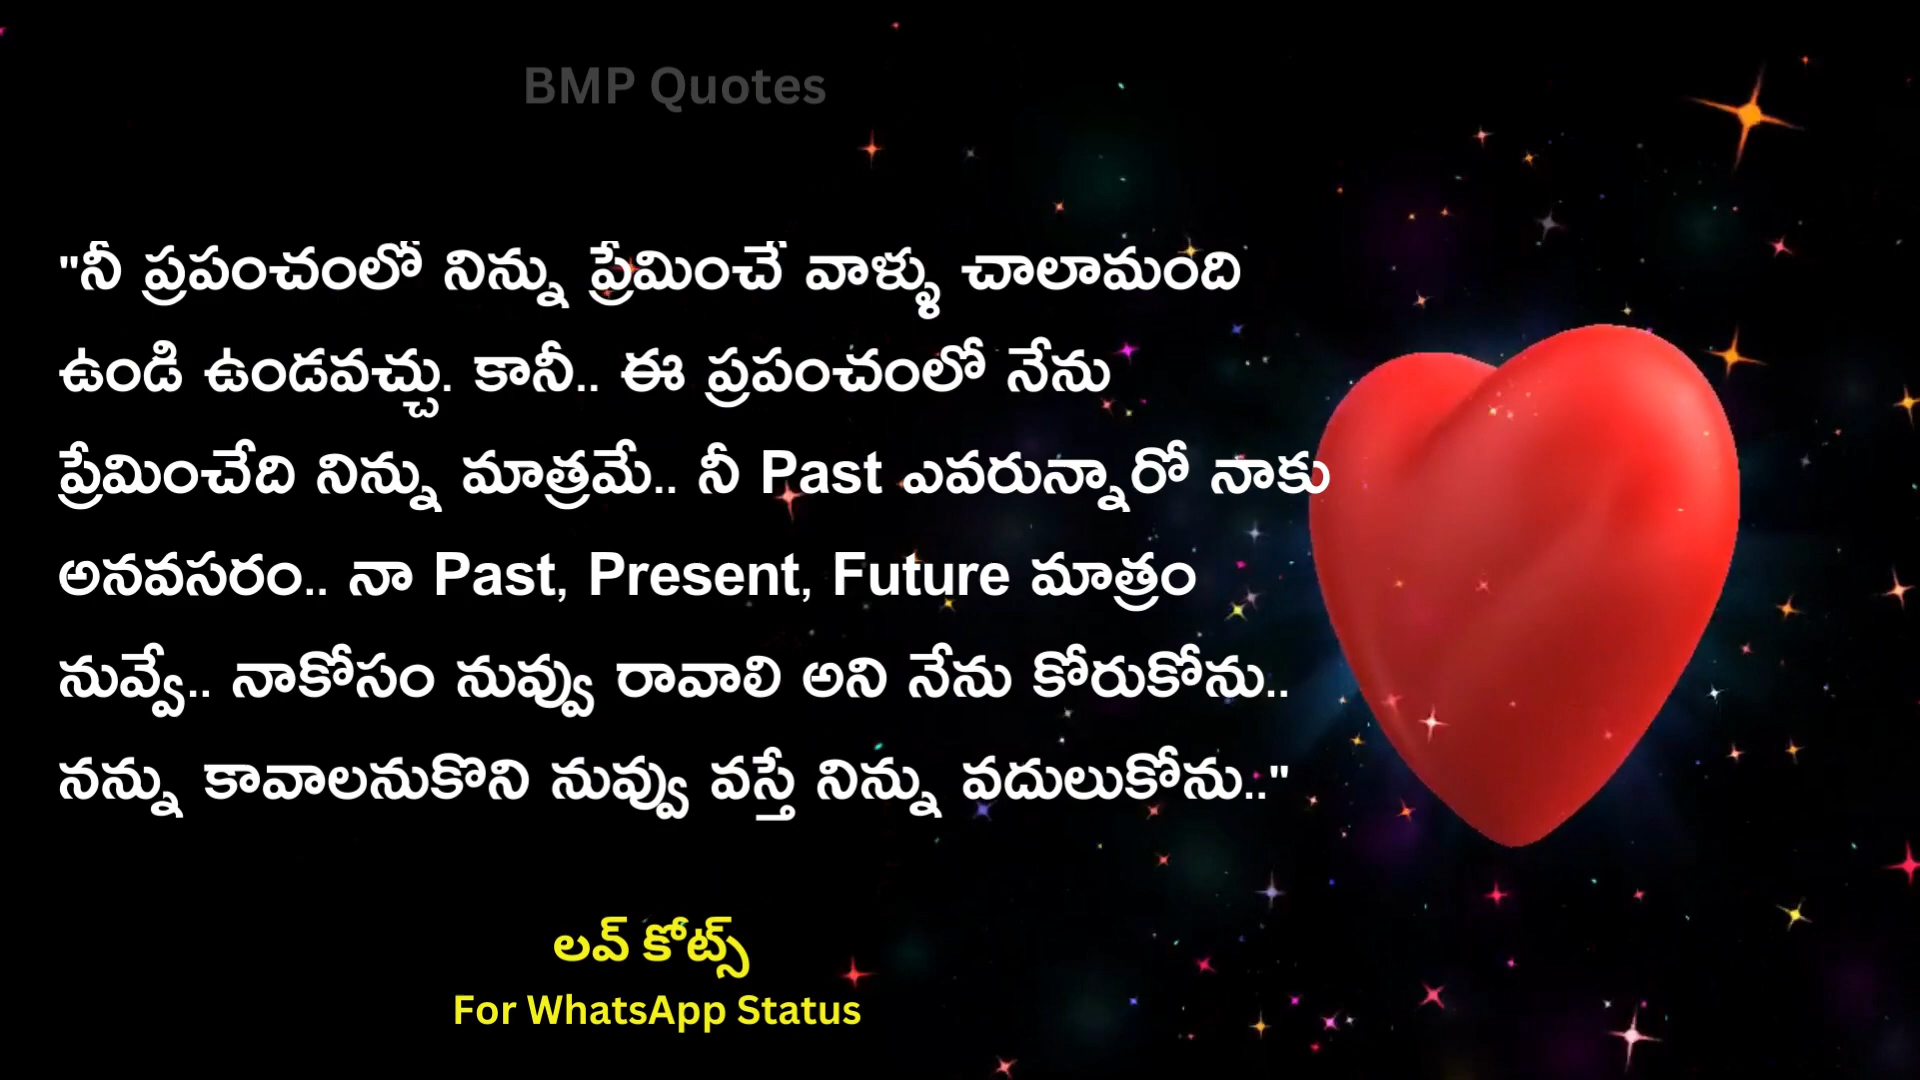 BMP Quotes
"నీ ప్రపంచంలో నిన్ను ప్రేమించే వాళ్ళు చాలామంది
ఉండి ఉండవచ్చు. కానీ.. ఈ ప్రపంచంలో నేను
ప్రేమించేది నిన్ను మాత్రమే.. నీ Past ఎవరున్నారో నాకు
అనవసరం.. నా Past, Present, Future మాత్రం
నువ్వే.. నాకోసం నువ్వు రావాలి అని నేను కోరుకోను..
నన్ను కావాలనుకొని నువ్వు వస్తే నిన్ను వదులుకోను.."
లవ్ కోట్స్
For WhatsApp Status